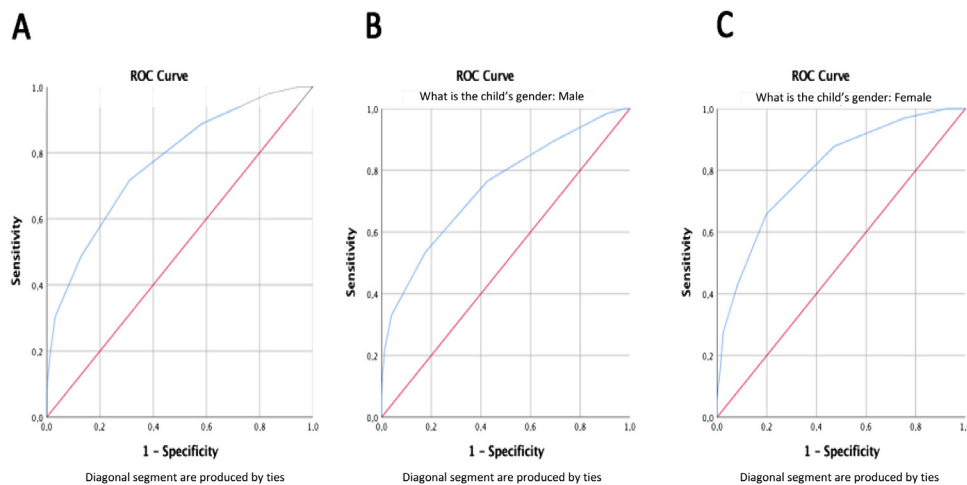 A
ROC Curve
1,0
0,8
0,6
0,4
0,2
0,0
0.0 0.2 0.4 0.6 0.8 1.0
Sensitivity
1 - Specificity
Diagonal segment are produced by ties
B
ROC Curve
What is the child's gender: Male
1,0
0,8
0,6
0,4
0,2
0,0
0.0 0.2 0.4 0.6 0.8 1.0
Sensitivity
1 - Specificity
Diagonal segment are produced by ties
C
ROC Curve
What is the child's gender: Female
1,0
0,8
0,6
0,4
0,2
0,0
0.0 0.2 0.4 0.6 0.8
Sensitivity
1 - Specificity
Diagonal segment are produced by ties